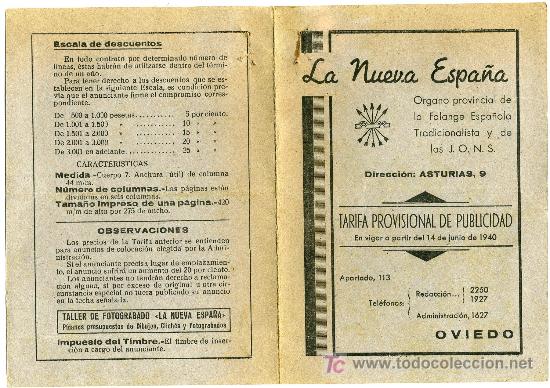 Escala de descuentos
En todo contrato por determinado número de
líneas, éstas habrán de utilizarse dentro del térmi-
no de un año.
Para tener derecho a los descuentos que se es-
tablecen en la siguiente Escala, es condición pro-
via que el anunciante firme el compromiso corres-
pondiente.
De 500 a 1.000 pesetas......... 5 por ciento.
De 1.001 a 1.500 » ......... 10 » »
De 1.501 a 2.000 » ......... 15 » »
De 2.001 a 3.000 » ......... 20 » »
De 3.001 en adelante............ 25 » »
CARACTERISTICAS
Medida.-Cuerpo 7. Anchura útil de columna
44 m/m.
Número de columnas.-Las páginas están
divididas en seis columnas.
Tamaño impreso de una página.-420
m/m de alto por 275 de ancho.
OBSERVACIONES
Los precios de la Tarifa anterior se entienden
para anuncios de colocación elegida por la Admi-
nistración.
Si el anunciante precisa lugar de emplazamien-
to, el anuncio sufrirá un aumento del 20 por ciento.
Los anunciantes no tendrán derecho a reclama-
ción alguna, si por exceso de original u otra cir-
cunstancia especial no fuera publicado su anuncio
en la fecha señalada.
TALLER DE FOTOGRABADO «LA NUEVA ESPAÑA»
Pídanos presupuestos de Dibujos, Clichés y Fotograbados
Impuesto del Timbre.-El timbre de inser-
ción a cargo del anunciante.
La Nueva España
Organo provincial de
la Falange Española
Tradicionalista y de
las J. O. N. S.
Dirección: ASTURIAS, 9
TARIFA PROVISIONAL DE PUBLICIDAD
En vigor a partir del 14 de junio de 1940
Apartado, 113
Teléfonos:
Redacción... 2250
1927
Administración, 1627
OVIEDO
tc www.todocoleccion.net